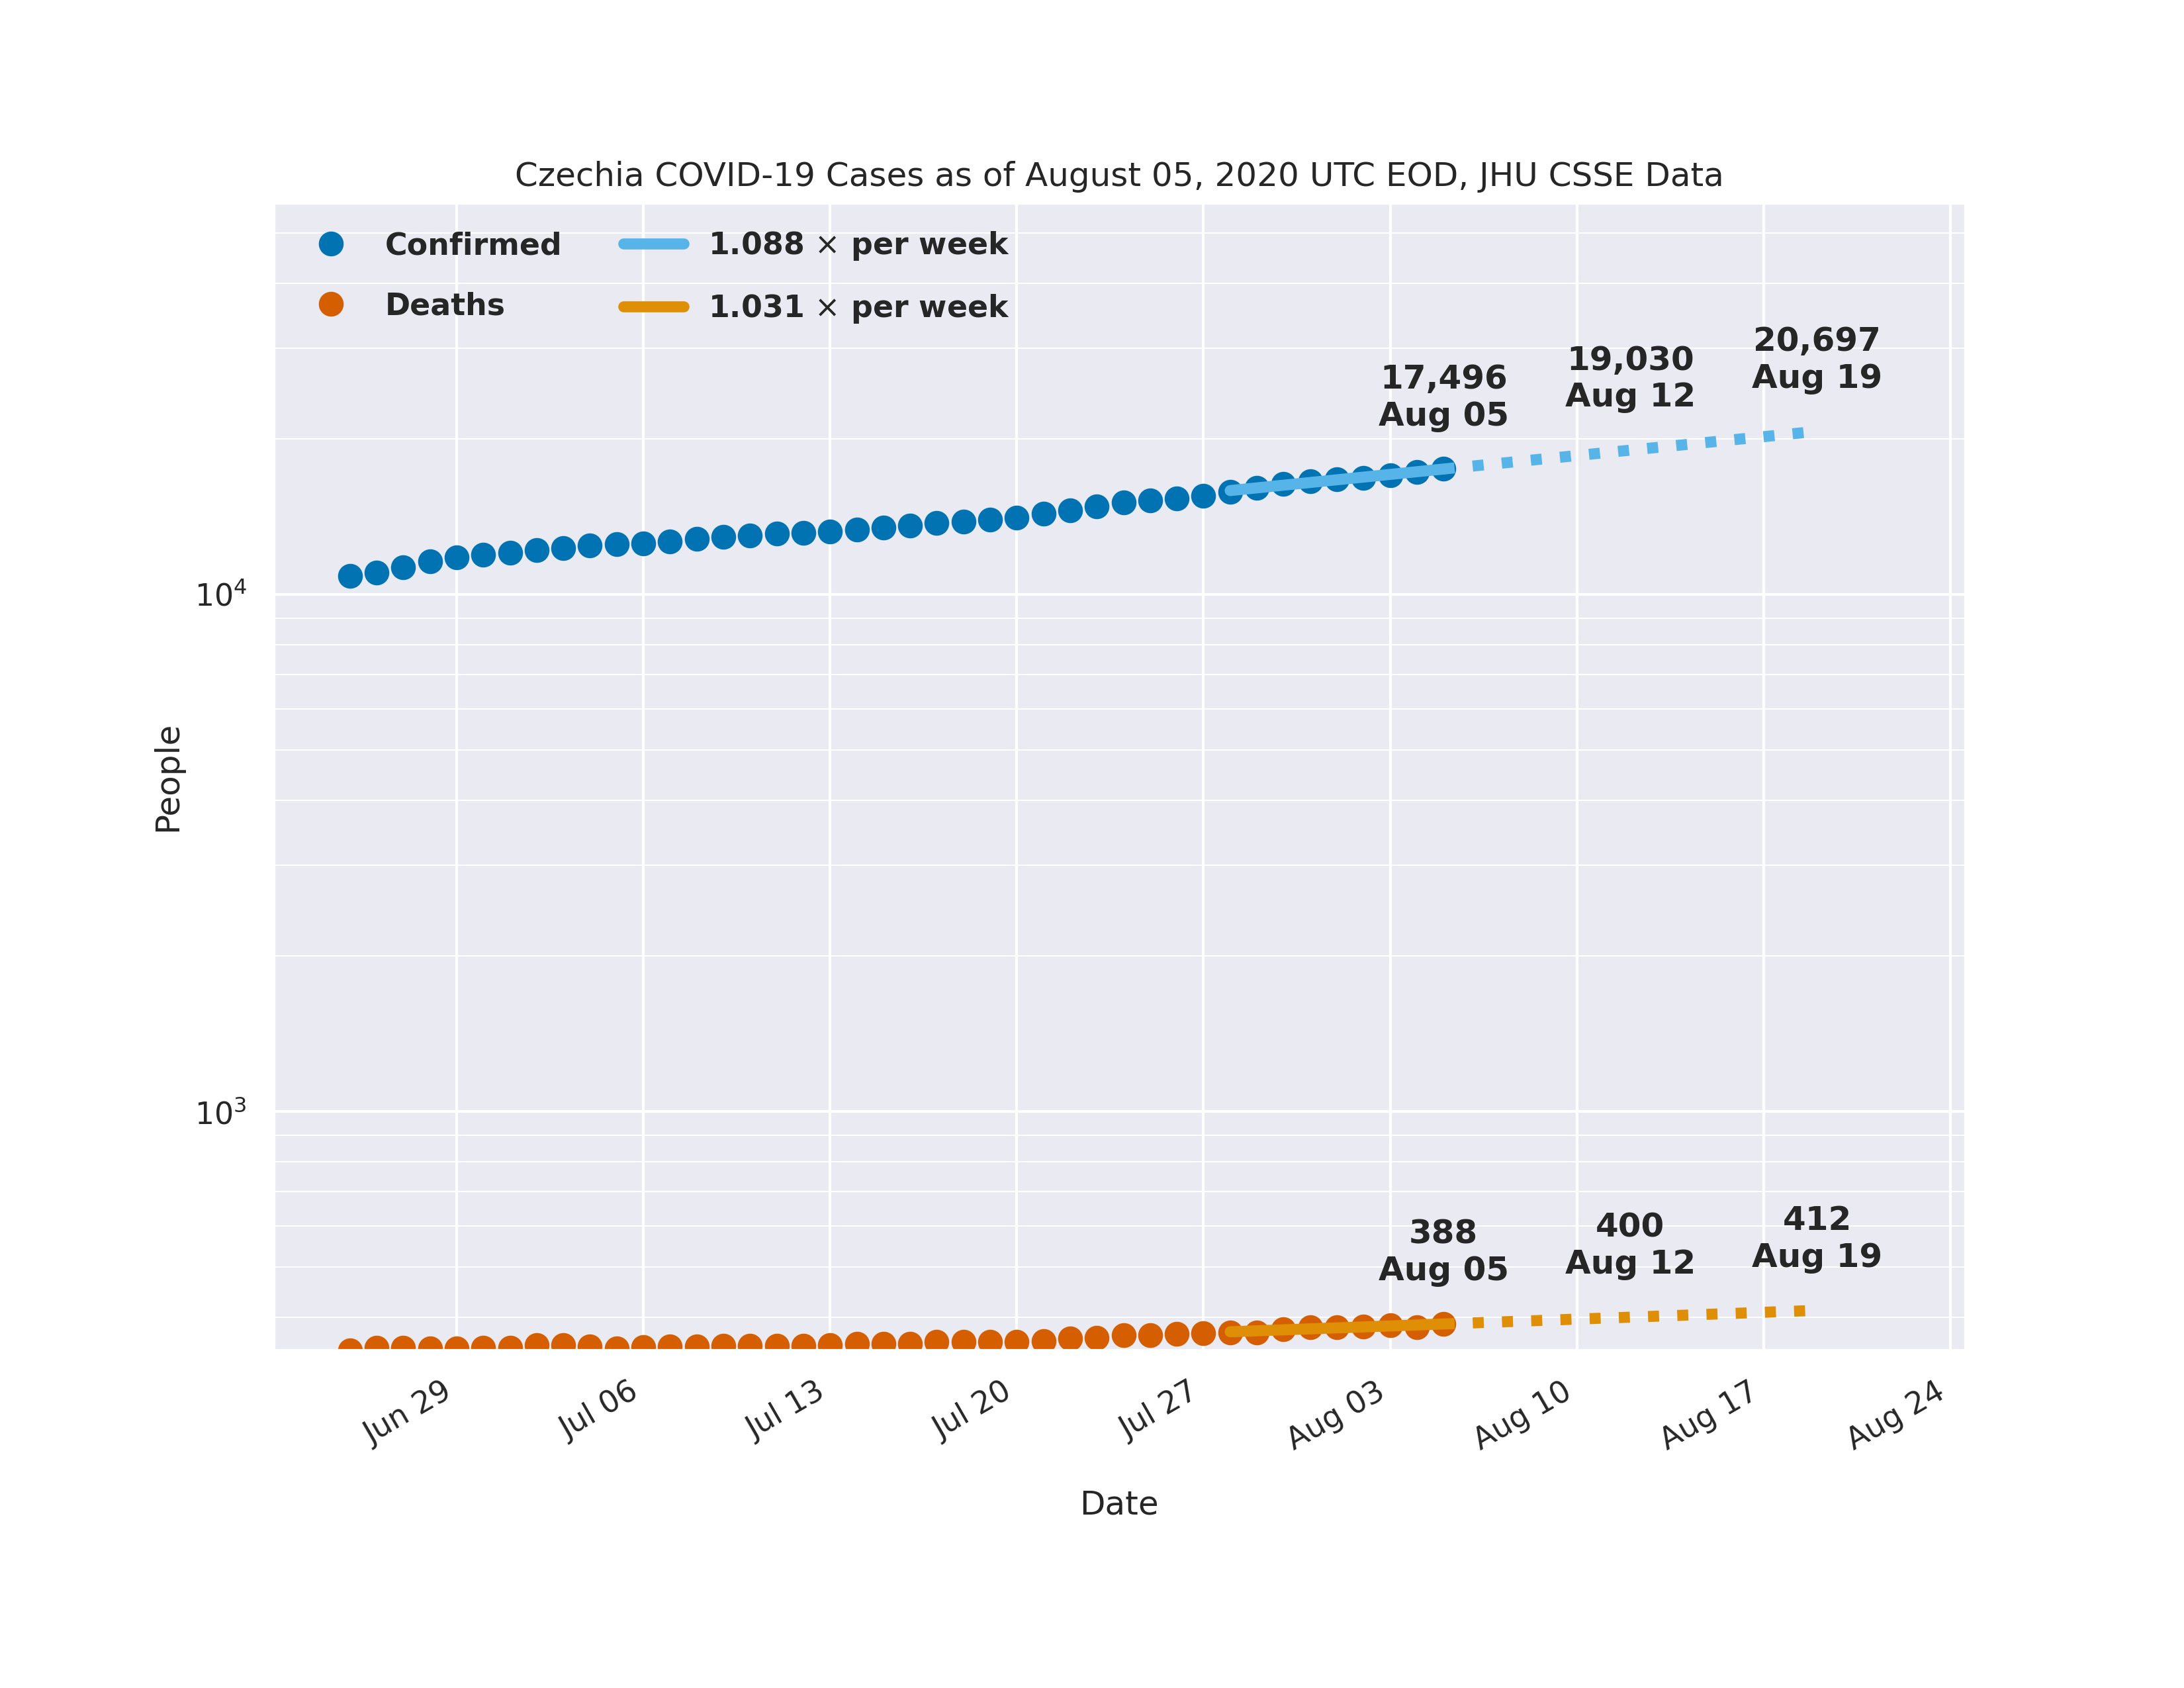 Czechia COVID-19 Cases as of August 05, 2020 UTC EOD, JHU CSSE Data
Confirmed
Deaths
1.088 × per week
1.031 × per week
17,496
Aug 05
19,030
Aug 12
20,697
Aug 19
10⁴
People
10³
388
Aug 05
400
Aug 12
412
Aug 19
Jun 29
Jul 06
Jul 13
Jul 20
Jul 27
Aug 03
Aug 10
Aug 17
Aug 24
Date